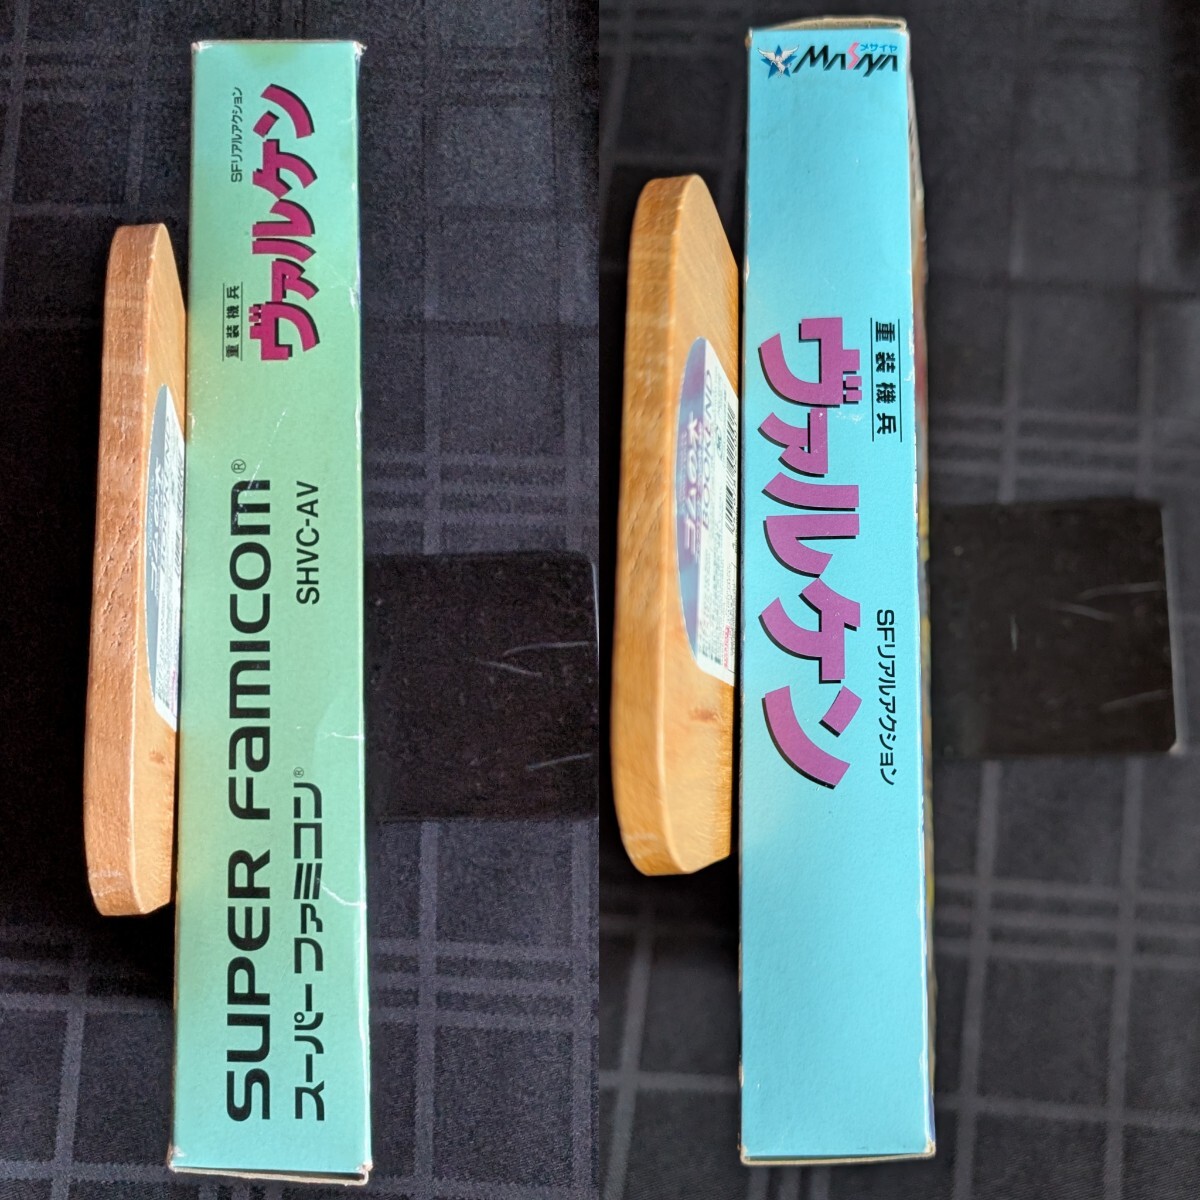 SFリアルアクション
重装機兵
ヴァルケン
SUPER FAMICOM®
SHVC-AV
スーパーファミコン®
メサイヤ
MASAYA
重装機兵
ヴァルケン
SFリアルアクション